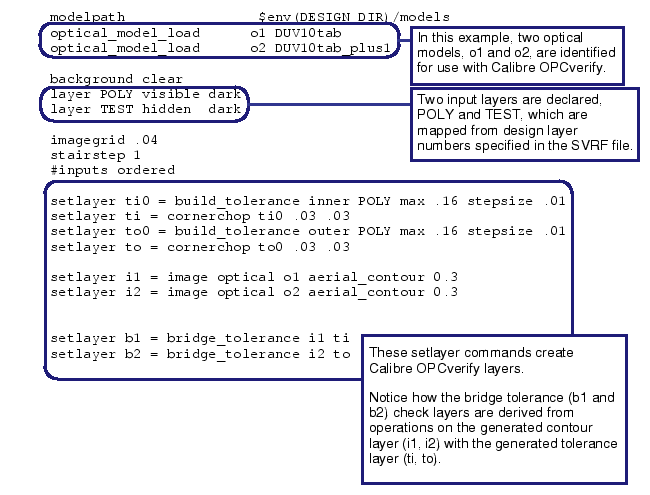 modelpath $env(DESIGN_DIR)/models
optical_model_load o1 DUV10tab
optical_model_load o2 DUV10tab_plus1
In this example, two optical
models, o1 and o2, are identified
for use with Calibre OPCverify.
background clear
layer POLY visible dark
layer TEST hidden dark
Two input layers are declared,
POLY and TEST, which are
mapped from design layer
numbers specified in the SVRF file.
imagegrid .04
stairstep 1
#inputs ordered
setlayer ti0 = build_tolerance inner POLY max .16 stepsize .01
setlayer ti = cornerchop ti0 .03 .03
setlayer to0 = build_tolerance outer POLY max .16 stepsize .01
setlayer to = cornerchop to0 .03 .03
setlayer i1 = image optical o1 aerial_contour 0.3
setlayer i2 = image optical o2 aerial_contour 0.3
setlayer b1 = bridge_tolerance i1 ti
setlayer b2 = bridge_tolerance i2 to
These setlayer commands create
Calibre OPCverify layers.
Notice how the bridge tolerance (b1 and
b2) check layers are derived from
operations on the generated contour
layer (i1, i2) with the generated tolerance
layer (ti, to).